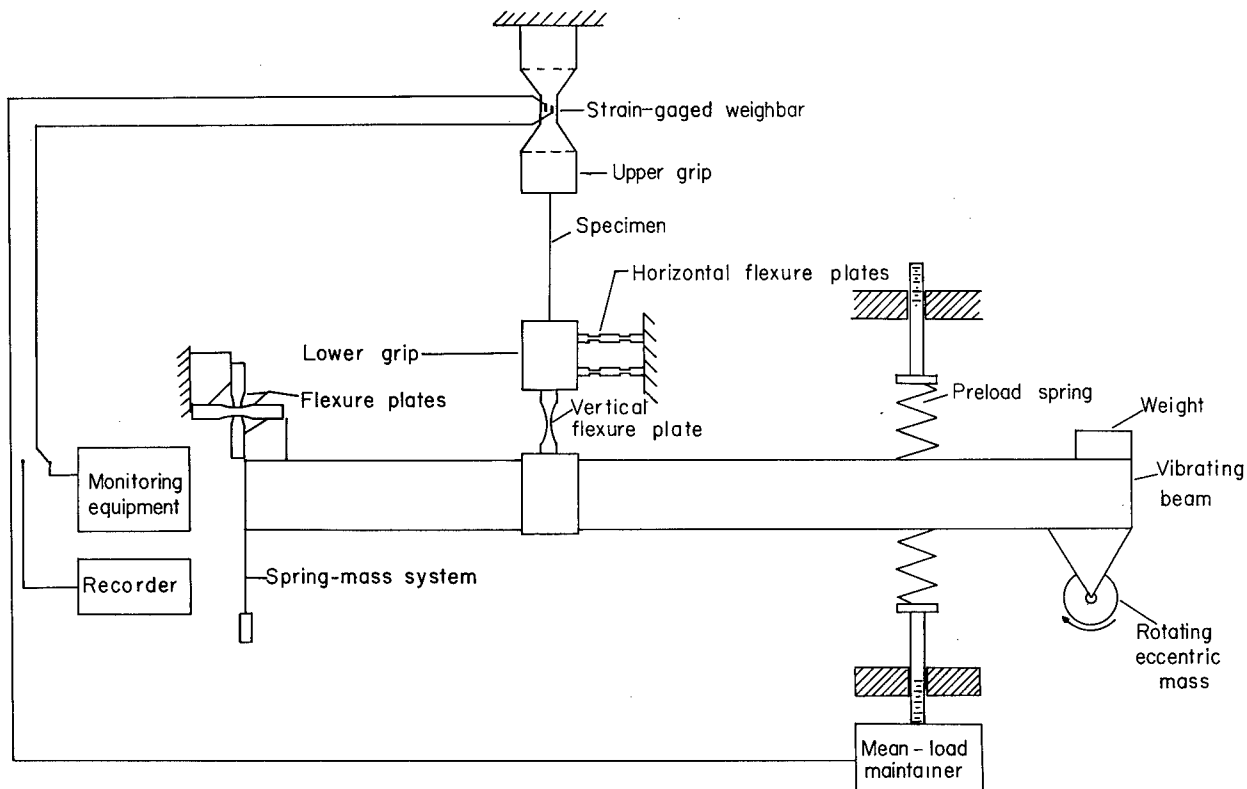 Strain-gaged weighbar
Upper grip
Specimen
Horizontal flexure plates
Lower grip
Flexure plates
Vertical
flexure plate
Preload spring
Weight
Vibrating
beam
Monitoring
equipment
Recorder
Spring-mass system
Rotating
eccentric
mass
Mean-load
maintainer